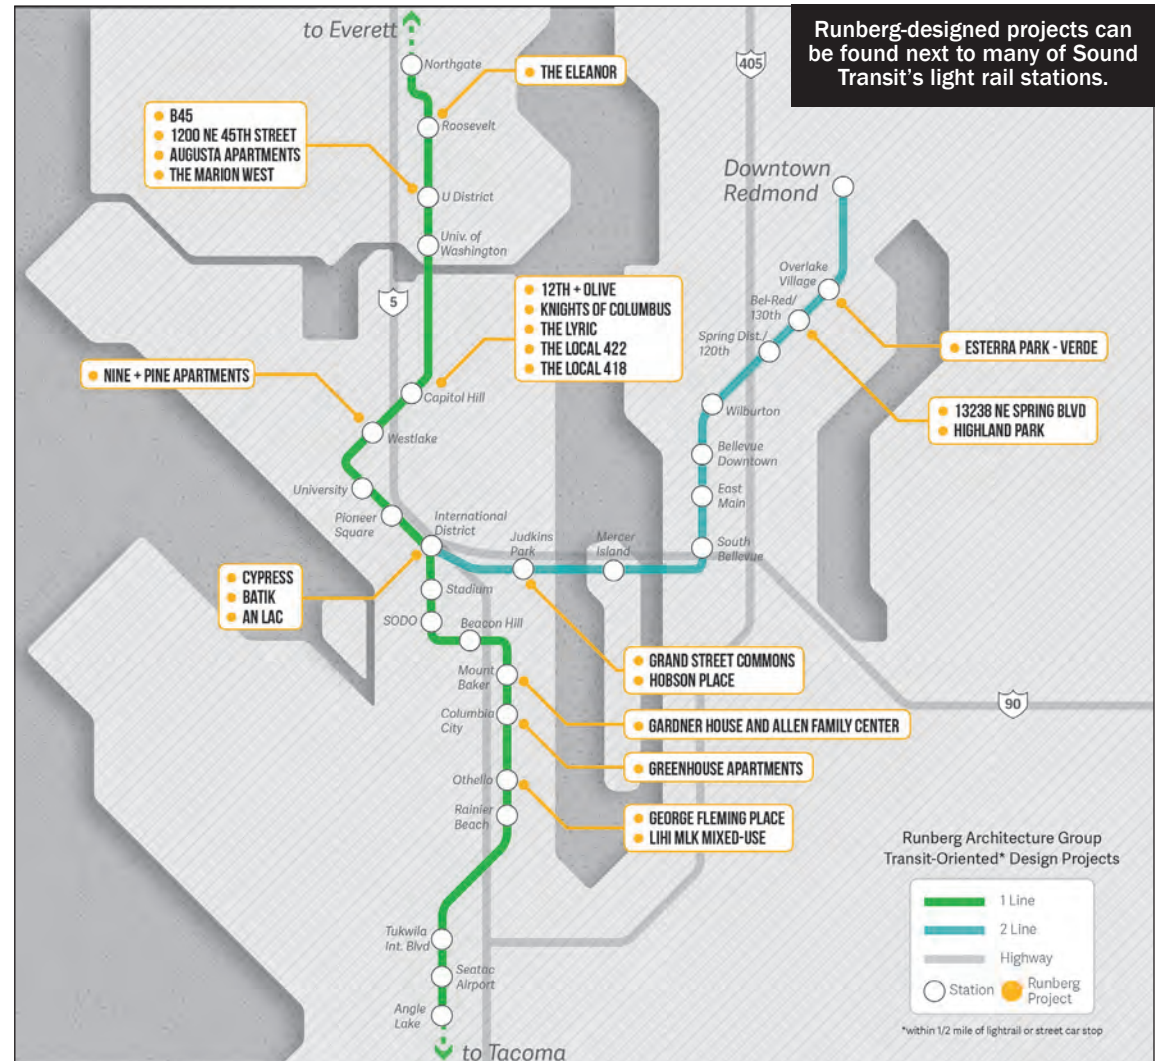 Runberg-designed projects can
be found next to many of Sound
Transit's light rail stations.
to Everett
405
Northgate
THE ELEANOR
Roosevelt
B45
1200 NE 45TH STREET
AUGUSTA APARTMENTS
THE MARION WEST
U District
Univ. of
Washington
Downtown
Redmond
Overlake
Village
Bel-Red/
130th
Spring Dist./
120th
5
12TH + OLIVE
KNIGHTS OF COLUMBUS
THE LYRIC
THE LOCAL 422
THE LOCAL 418
ESTERRA PARK - VERDE
NINE + PINE APARTMENTS
Capitol Hill
Wilburton
13238 NE SPRING BLVD
HIGHLAND PARK
Westlake
Bellevue
Downtown
University
East
Main
Pioneer
Square
International
District
Judkins
Park
Mercer
Island
South
Bellevue
CYPRESS
BATIK
AN LAC
Stadium
SODO
Beacon Hill
GRAND STREET COMMONS
HOBSON PLACE
Mount
Baker
90
Columbia
City
GARDNER HOUSE AND ALLEN FAMILY CENTER
GREENHOUSE APARTMENTS
Othello
Rainier
Beach
GEORGE FLEMING PLACE
LIHI MLK MIXED-USE
Runberg Architecture Group
Transit-Oriented* Design Projects
1 Line
2 Line
Highway
Station
Runberg
Project
*within 1/2 mile of lightrail or street car stop
Tukwila
Int. Blvd
Seatac
Airport
Angle
Lake
to Tacoma